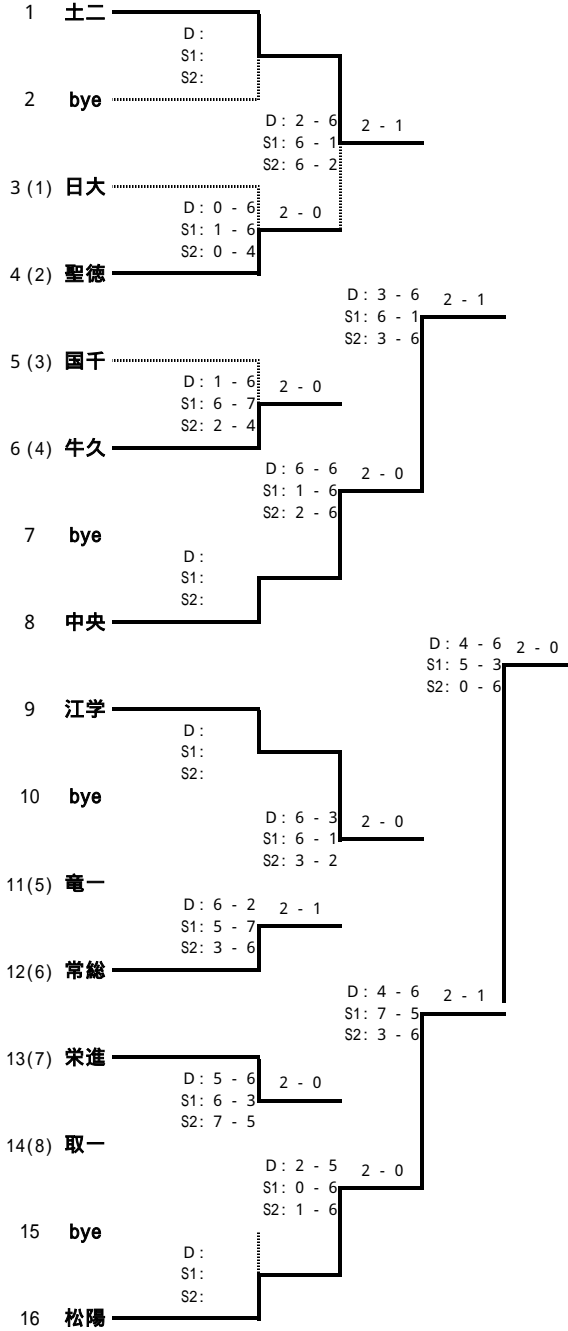 1 土二
D :
S1:
S2:
2 bye
D : 2 - 6 2 - 1
S1: 6 - 1
S2: 6 - 2
3 (1) 日大
D : 0 - 6 2 - 0
S1: 1 - 6
S2: 0 - 4
4 (2) 聖徳
D : 3 - 6 2 - 1
S1: 6 - 1
S2: 3 - 6
5 (3) 国千
D : 1 - 6 2 - 0
S1: 6 - 7
S2: 2 - 4
6 (4) 牛久
D : 6 - 6 2 - 0
S1: 1 - 6
S2: 2 - 6
7 bye
D :
S1:
S2:
8 中央
D : 4 - 6 2 - 0
S1: 5 - 3
S2: 0 - 6
9 江学
D :
S1:
S2:
10 bye
D : 6 - 3 2 - 0
S1: 6 - 1
S2: 3 - 2
11(5) 竜一
D : 6 - 2 2 - 1
S1: 5 - 7
S2: 3 - 6
12(6) 常総
D : 4 - 6 2 - 1
S1: 7 - 5
S2: 3 - 6
13(7) 栄進
D : 5 - 6 2 - 0
S1: 6 - 3
S2: 7 - 5
14(8) 取一
D : 2 - 5 2 - 0
S1: 0 - 6
S2: 1 - 6
15 bye
D :
S1:
S2:
16 松陽